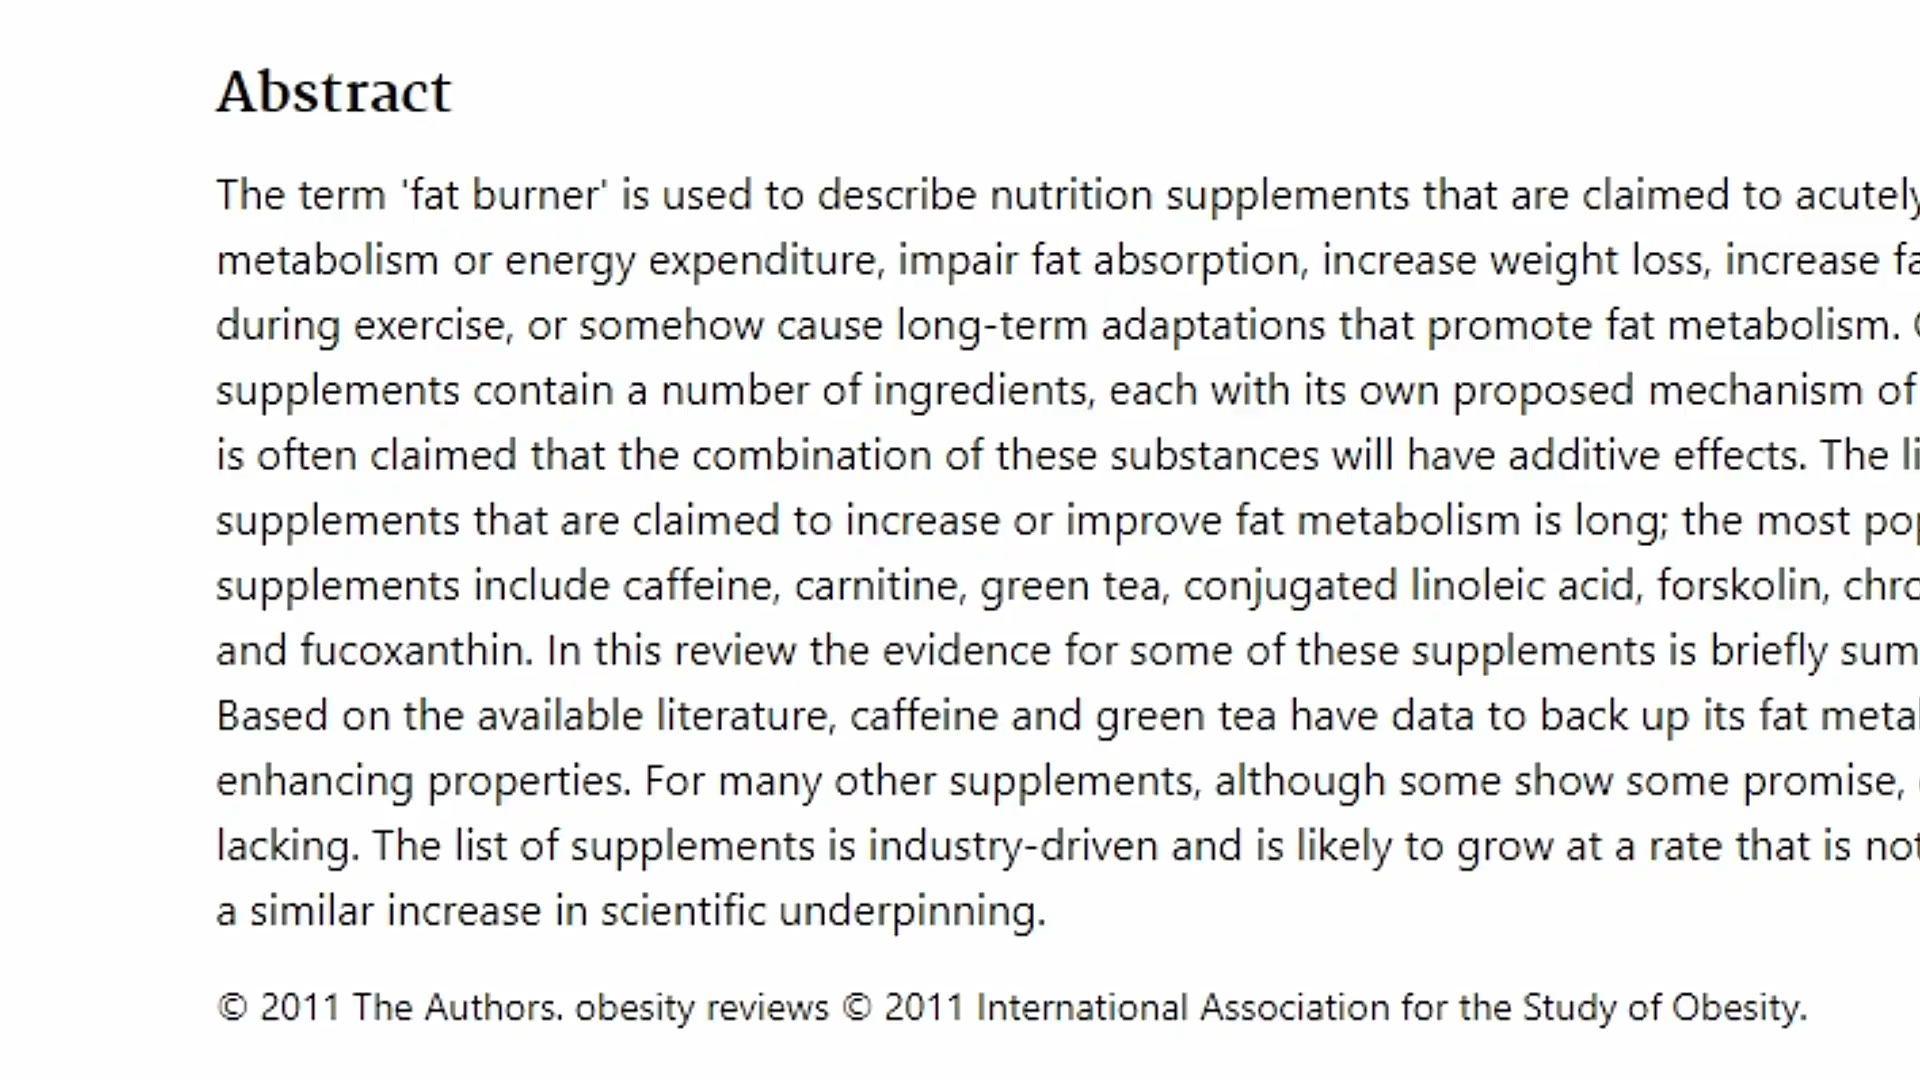 Abstract
The term 'fat burner' is used to describe nutrition supplements that are claimed to acutely
metabolism or energy expenditure, impair fat absorption, increase weight loss, increase
during exercise, or somehow cause long-term adaptations that promote fat metabolism.
supplements contain a number of ingredients, each with its own proposed mechanism of
is often claimed that the combination of these substances will have additive effects. The
supplements that are claimed to increase or improve fat metabolism is long; the most
supplements include caffeine, carnitine, green tea, conjugated linoleic acid, forskolin,
and fucoxanthin. In this review the evidence for some of these supplements is briefly
Based on the available literature, caffeine and green tea have data to back up its fat
enhancing properties. For many other supplements, although some show some promise,
lacking. The list of supplements is industry-driven and is likely to grow at a rate that is not
a similar increase in scientific underpinning.
© 2011 The Authors. obesity reviews © 2011 International Association for the Study of Obesity.